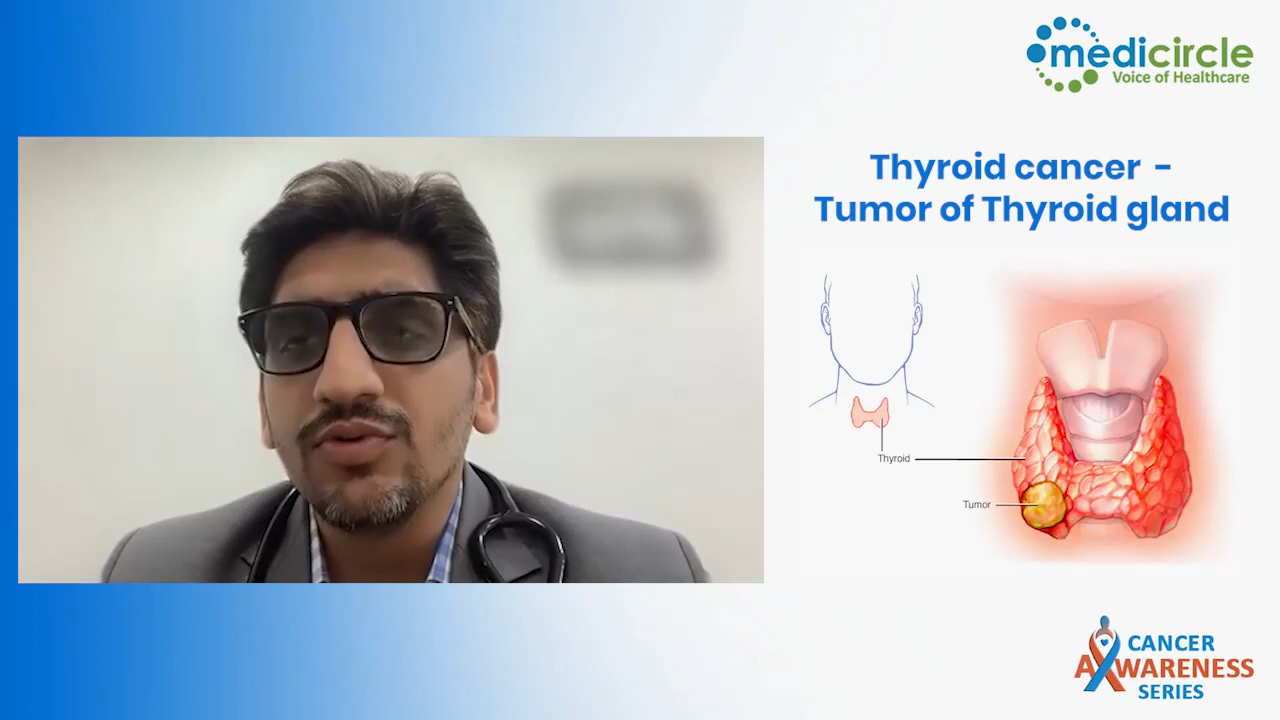 medicircle
Voice of Healthcare
Thyroid cancer -
Tumor of Thyroid gland
Thyroid
Tumor
CANCER
AWARENESS
SERIES